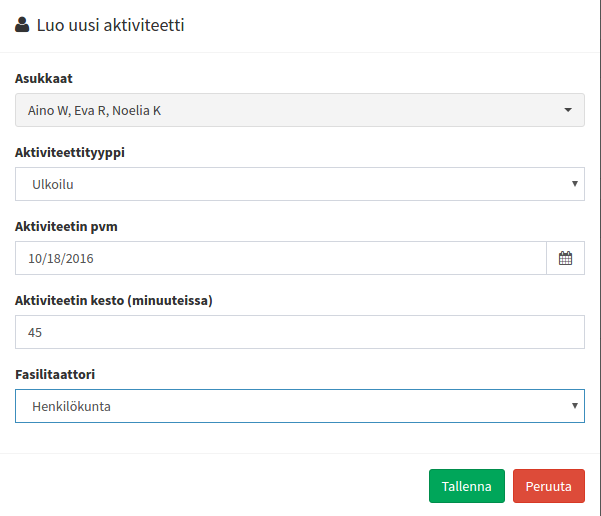 Luo uusi aktiviteetti
Asukkaat
Aino W, Eva R, Noelia K
Aktiviteettityyppi
Ulkoilu
Aktiviteetin pvm
10/18/2016
Aktiviteetin kesto (minuuteissa)
45
Fasilitaattori
Henkilökunta
Tallenna Peruuta